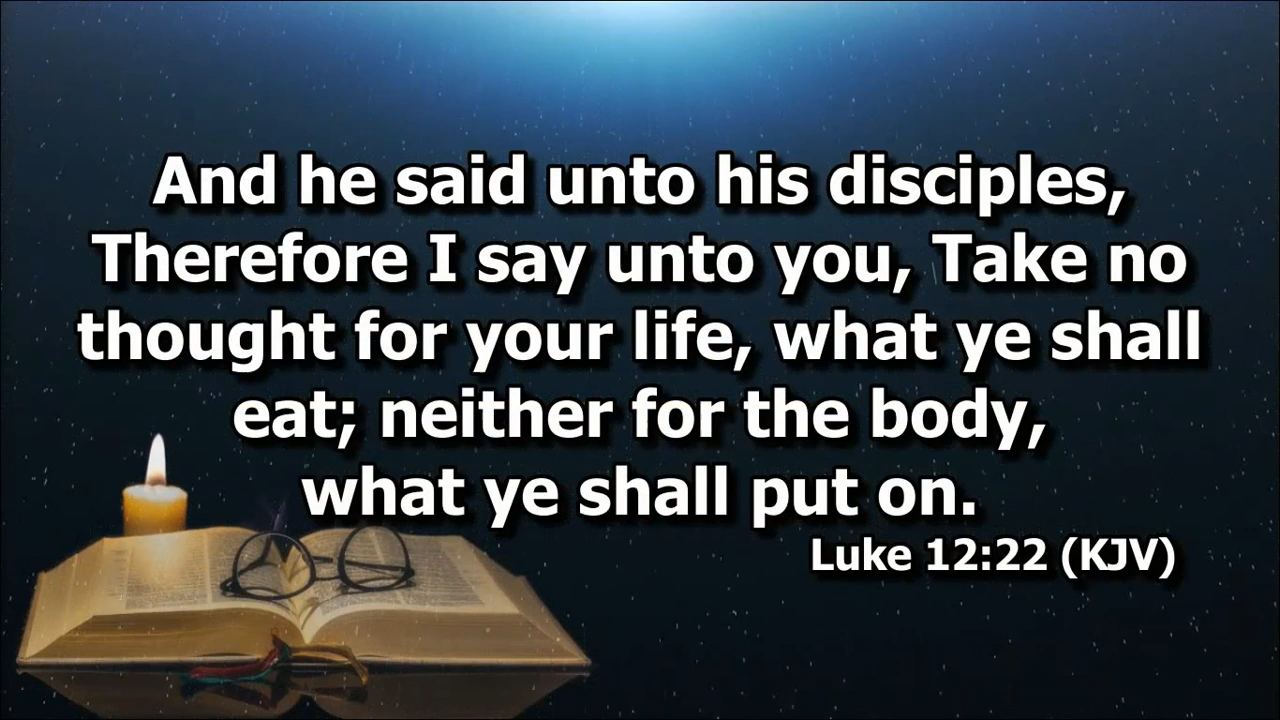 And he said unto his disciples,
Therefore I say unto you, Take no
thought for your life, what ye shall
eat; neither for the body,
what ye shall put on.
Luke 12:22 (KJV)